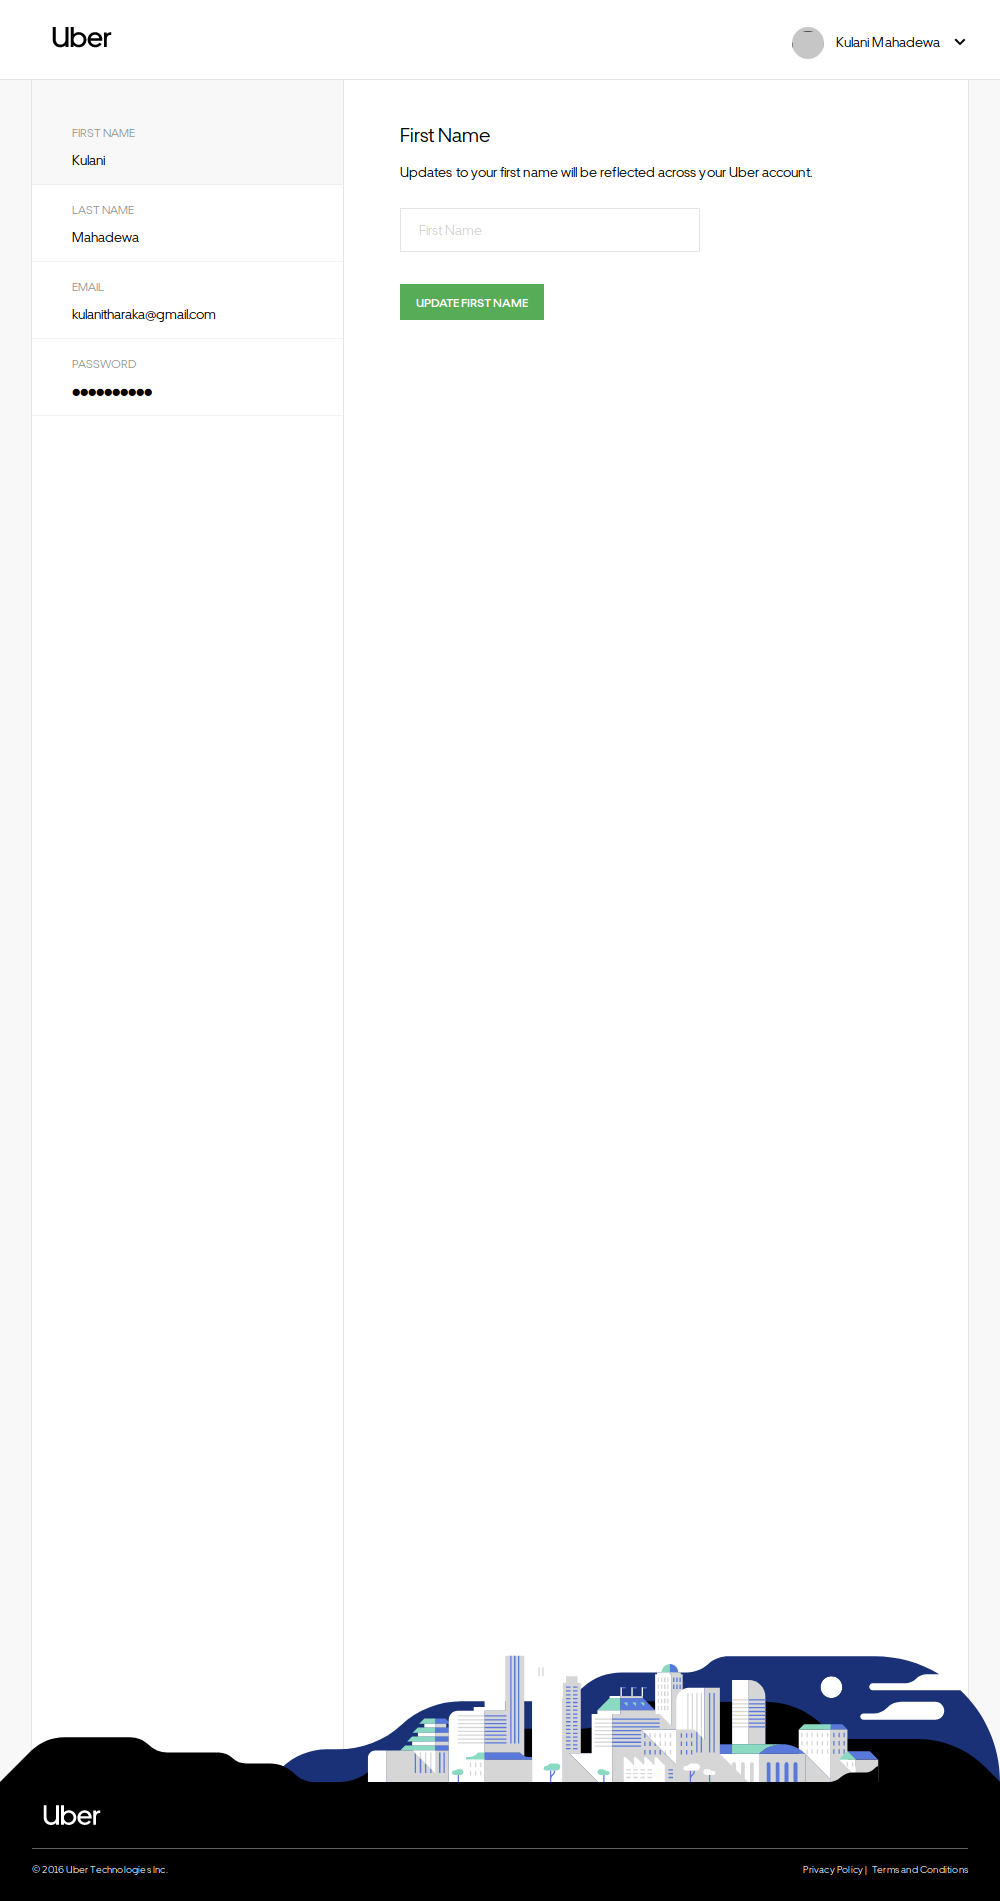 Uber
Kulani Mahadewa
FIRST NAME
Kulani
LAST NAME
Mahadewa
EMAIL
kulanitharaka@gmail.com
PASSWORD
●●●●●●●●●●
First Name
Updates to your first name will be reflected across your Uber account.
First Name
UPDATE FIRST NAME
Uber
© 2016 Uber Technologies Inc.
Privacy Policy | Terms and Conditions